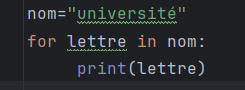 nom="université"
for lettre in nom:
    print(lettre)